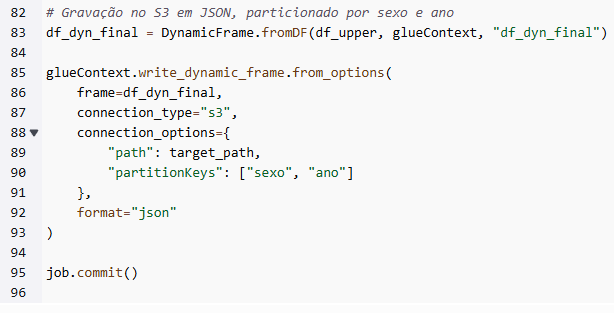 82 # Gravação no S3 em JSON, particionado por sexo e ano
83 df_dyn_final = DynamicFrame.fromDF(df_upper, glueContext, "df_dyn_final")
84
85 glueContext.write_dynamic_frame.from_options(
86     frame=df_dyn_final,
87     connection_type="s3",
88     connection_options={
89         "path": target_path,
90         "partitionKeys": ["sexo", "ano"]
91     },
92     format="json"
93 )
94
95 job.commit()
96